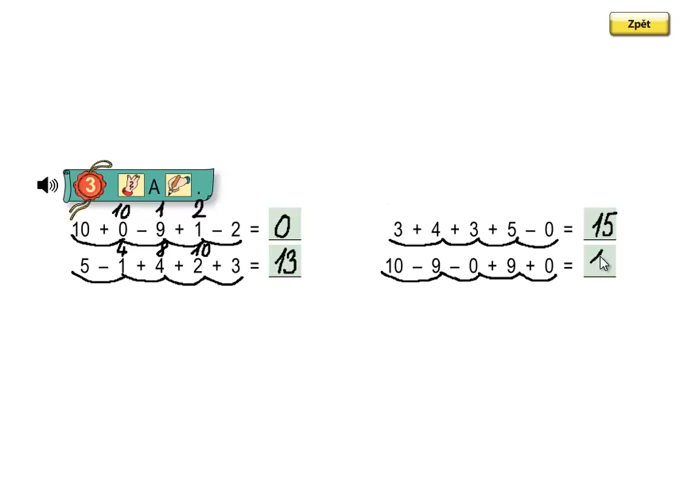 Zpět
3 2 A .
10 1 2
10 + 0 − 9 + 1 − 2 = 0
4 8 10
5 − 1 + 4 + 2 + 3 = 13
3 + 4 + 3 + 5 − 0 = 15
10 − 9 − 0 + 9 + 0 =